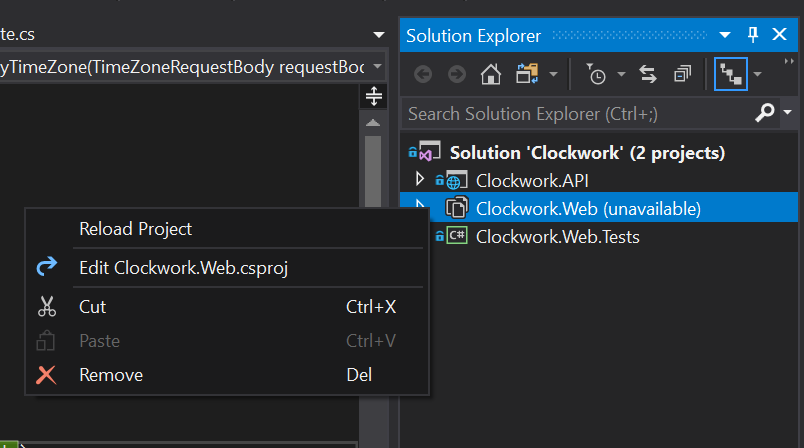 te.cs
Solution Explorer
yTimeZone(TimeZoneRequestBody requestBoc
Search Solution Explorer (Ctrl+;)
Solution 'Clockwork' (2 projects)
Clockwork.API
Clockwork.Web (unavailable)
C# Clockwork.Web.Tests
Reload Project
Edit Clockwork.Web.csproj
Cut Ctrl+X
Paste Ctrl+V
Remove Del